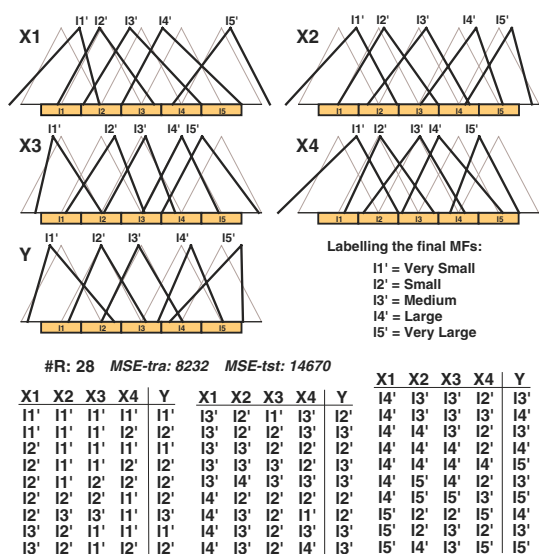 X1
l1' l2' l3' l4' l5'
l1 l2 l3 l4 l5
X2
l1' l2' l3' l4' l5'
l1 l2 l3 l4 l5
X3
l1' l2' l3' l4' l5'
l1 l2 l3 l4 l5
X4
l1' l2' l3' l4' l5'
l1 l2 l3 l4 l5
Y
l1' l2' l3' l4' l5'
l1 l2 l3 l4 l5
Labelling the final MFs:
l1' = Very Small
l2' = Small
l3' = Medium
l4' = Large
l5' = Very Large
#R: 28 MSE-tra: 8232 MSE-tst: 14670
X1 X2 X3 X4 Y
l1' l1' l1' l1' l1'
l1' l1' l1' l2' l2'
l2' l1' l1' l1' l1'
l2' l1' l1' l2' l2'
l2' l1' l2' l2' l2'
l2' l2' l2' l1' l2'
l2' l3' l3' l1' l3'
l3' l2' l1' l1' l1'
l3' l2' l1' l2' l2'
X1 X2 X3 X4 Y
l3' l2' l1' l3' l2'
l3' l2' l2' l3' l3'
l3' l3' l2' l2' l2'
l3' l3' l3' l2' l3'
l3' l4' l3' l3' l3'
l4' l2' l2' l2' l2'
l4' l3' l2' l1' l2'
l4' l3' l2' l3' l3'
l4' l3' l2' l4' l3'
X1 X2 X3 X4 Y
l4' l3' l3' l2' l3'
l4' l3' l3' l3' l4'
l4' l4' l3' l2' l3'
l4' l4' l4' l2' l4'
l4' l4' l4' l4' l5'
l4' l5' l4' l2' l3'
l4' l5' l5' l3' l5'
l5' l2' l2' l5' l4'
l5' l2' l3' l2' l3'
l5' l4' l3' l5' l5'